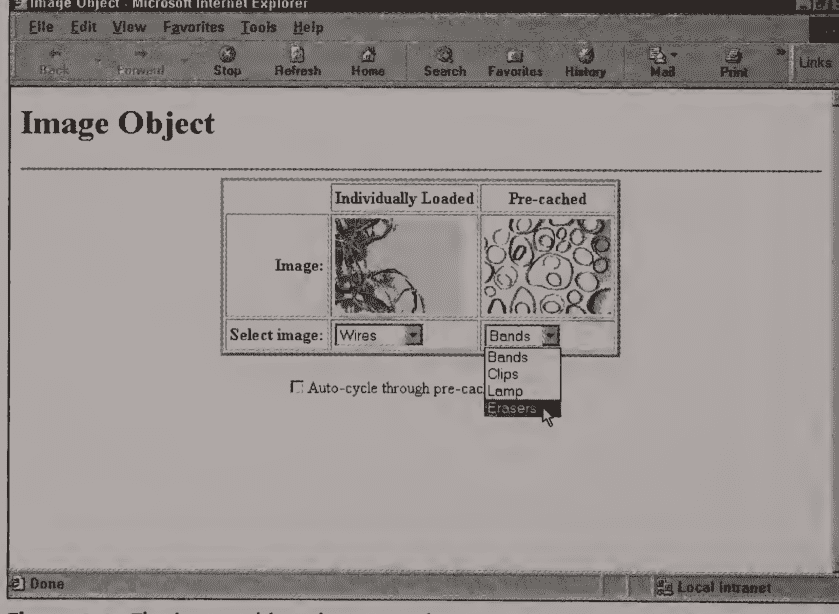 Image Object - Microsoft Internet Explorer
File Edit View Favorites Tools Help
Back Forward Stop Refresh Home Search Favorites History Mail Print » Links
Image Object
Individually Loaded Pre-cached
Image:
Select image: Wires Bands
Bands
Clips
Auto-cycle through pre-cac Lamp
Erasers
Done Local intranet